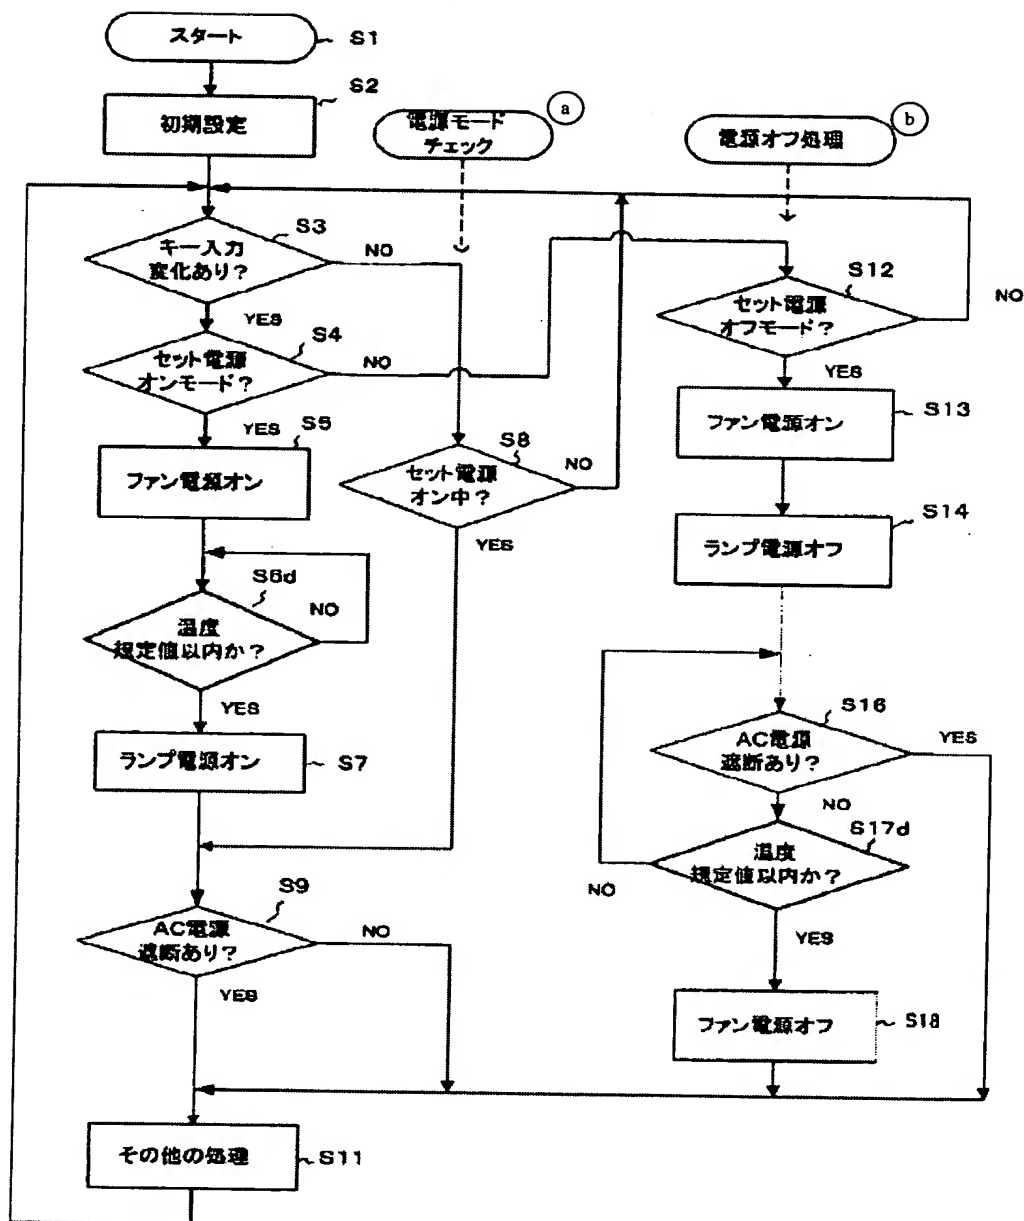 スタート
S1
S2
初期設定
a
電源モード
チェック
b
電源オフ処理
S3
キー入力
変化あり?
NO
YES
S4
セット電源
オンモード?
NO
YES
S5
ファン電源オン
S6d
温度
規定値以内か?
NO
YES
ランプ電源オン
S7
S8
セット電源
オン中?
NO
YES
S9
AC電源
遮断あり?
NO
YES
その他の処理
S11
S12
セット電源
オフモード?
NO
YES
ファン電源オン
S13
S14
ランプ電源オフ
S16
AC電源
遮断あり?
YES
NO
S17d
温度
規定値以内か?
NO
YES
ファン電源オフ
S18